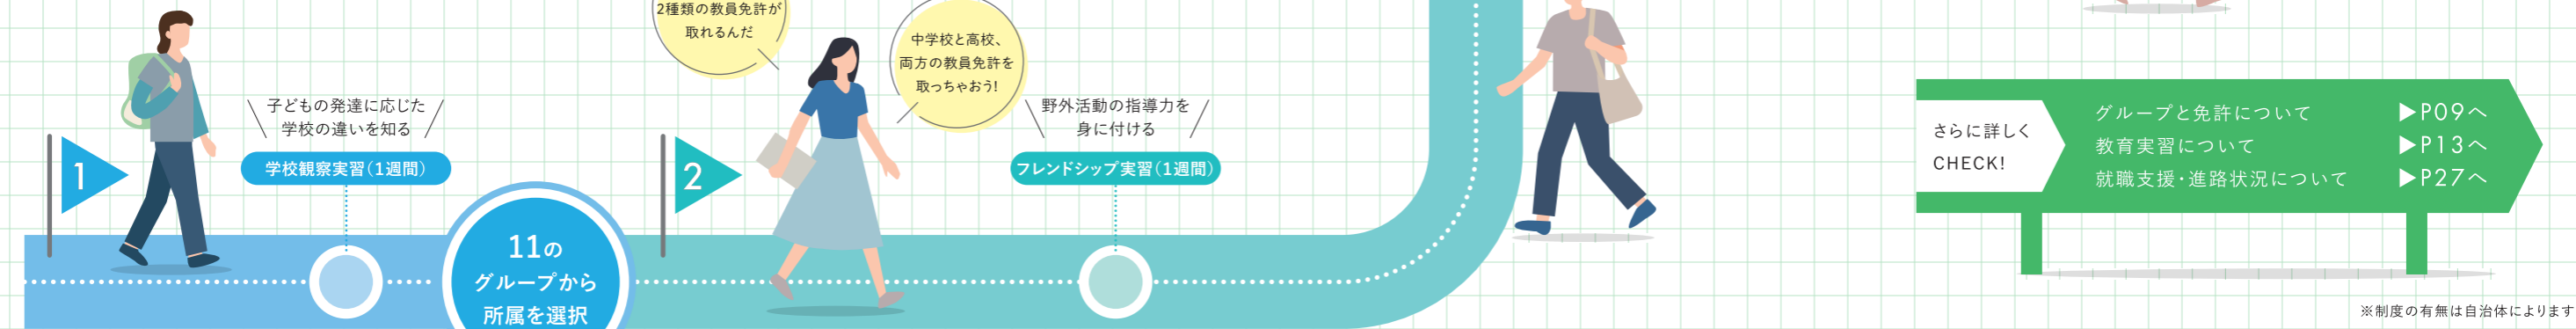 2種類の教員免許が
取れるんだ
中学校と高校、
両方の教員免許を
取っちゃおう!
子どもの発達に応じた
学校の違いを知る
野外活動の指導力を
身に付ける
1
学校観察実習(1週間)
2
フレンドシップ実習(1週間)
11の
グループから
所属を選択
さらに詳しく
CHECK!
グループと免許について ▶P09へ
教育実習について ▶P13へ
就職支援・進路状況について ▶P27へ
※制度の有無は自治体によります